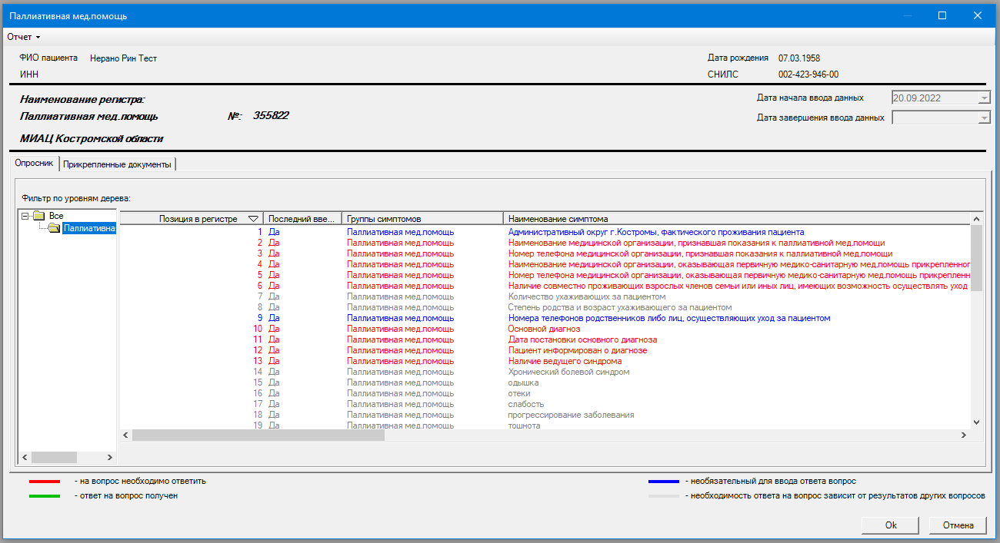 Паллиативная мед.помощь
Отчет
ФИО пациента Нерано Рин Тест Дата рождения 07.03.1958
ИНН СНИЛС 002-423-946-00
Наименование регистра: Дата начала ввода данных 20.09.2022
Паллиативная мед.помощь №: 355822 Дата завершения ввода данных
МИАЦ Костромской области
Опросник Прикрепленные документы
Фильтр по уровням дерева:
Все
Паллиативна
Позиция в регистре Последний вве... Группы симптомов Наименование симптома
1 Да Паллиативная мед.помощь Административный округ г.Костромы, фактического проживания пациента
2 Да Паллиативная мед.помощь Наименование медицинской организации, признавшая показания к паллиативной мед.помощи
3 Да Паллиативная мед.помощь Номер телефона медицинской организации, признавшая показания к паллиативной мед.помощи
4 Да Паллиативная мед.помощь Наименование медицинской организации, оказывающая первичную медико-санитарную мед.помощь прикрепленног
5 Да Паллиативная мед.помощь Номер телефона медицинской организации, оказывающая первичную медико-санитарную мед.помощь прикрепленн
6 Да Паллиативная мед.помощь Наличие совместно проживающих взрослых членов семьи или иных лиц, имеющих возможность осуществлять уход
7 Да Паллиативная мед.помощь Количество ухаживающих за пациентом
8 Да Паллиативная мед.помощь Степень родства и возраст ухаживающего за пациентом
9 Да Паллиативная мед.помощь Номера телефонов родственников либо лиц, осуществляющих уход за пациентом
10 Да Паллиативная мед.помощь Основной диагноз
11 Да Паллиативная мед.помощь Дата постановки основного диагноза
12 Да Паллиативная мед.помощь Пациент информирован о диагнозе
13 Да Паллиативная мед.помощь Наличие ведущего синдрома
14 Да Паллиативная мед.помощь Хронический болевой синдром
15 Да Паллиативная мед.помощь одышка
16 Да Паллиативная мед.помощь отеки
17 Да Паллиативная мед.помощь слабость
18 Да Паллиативная мед.помощь прогрессирование заболевания
19 Да Паллиативная мед.помощь тошнота
- на вопрос необходимо ответить - необязательный для ввода ответа вопрос
- ответ на вопрос получен - необходимость ответа на вопрос зависит от результатов других вопросов
Ok Отмена